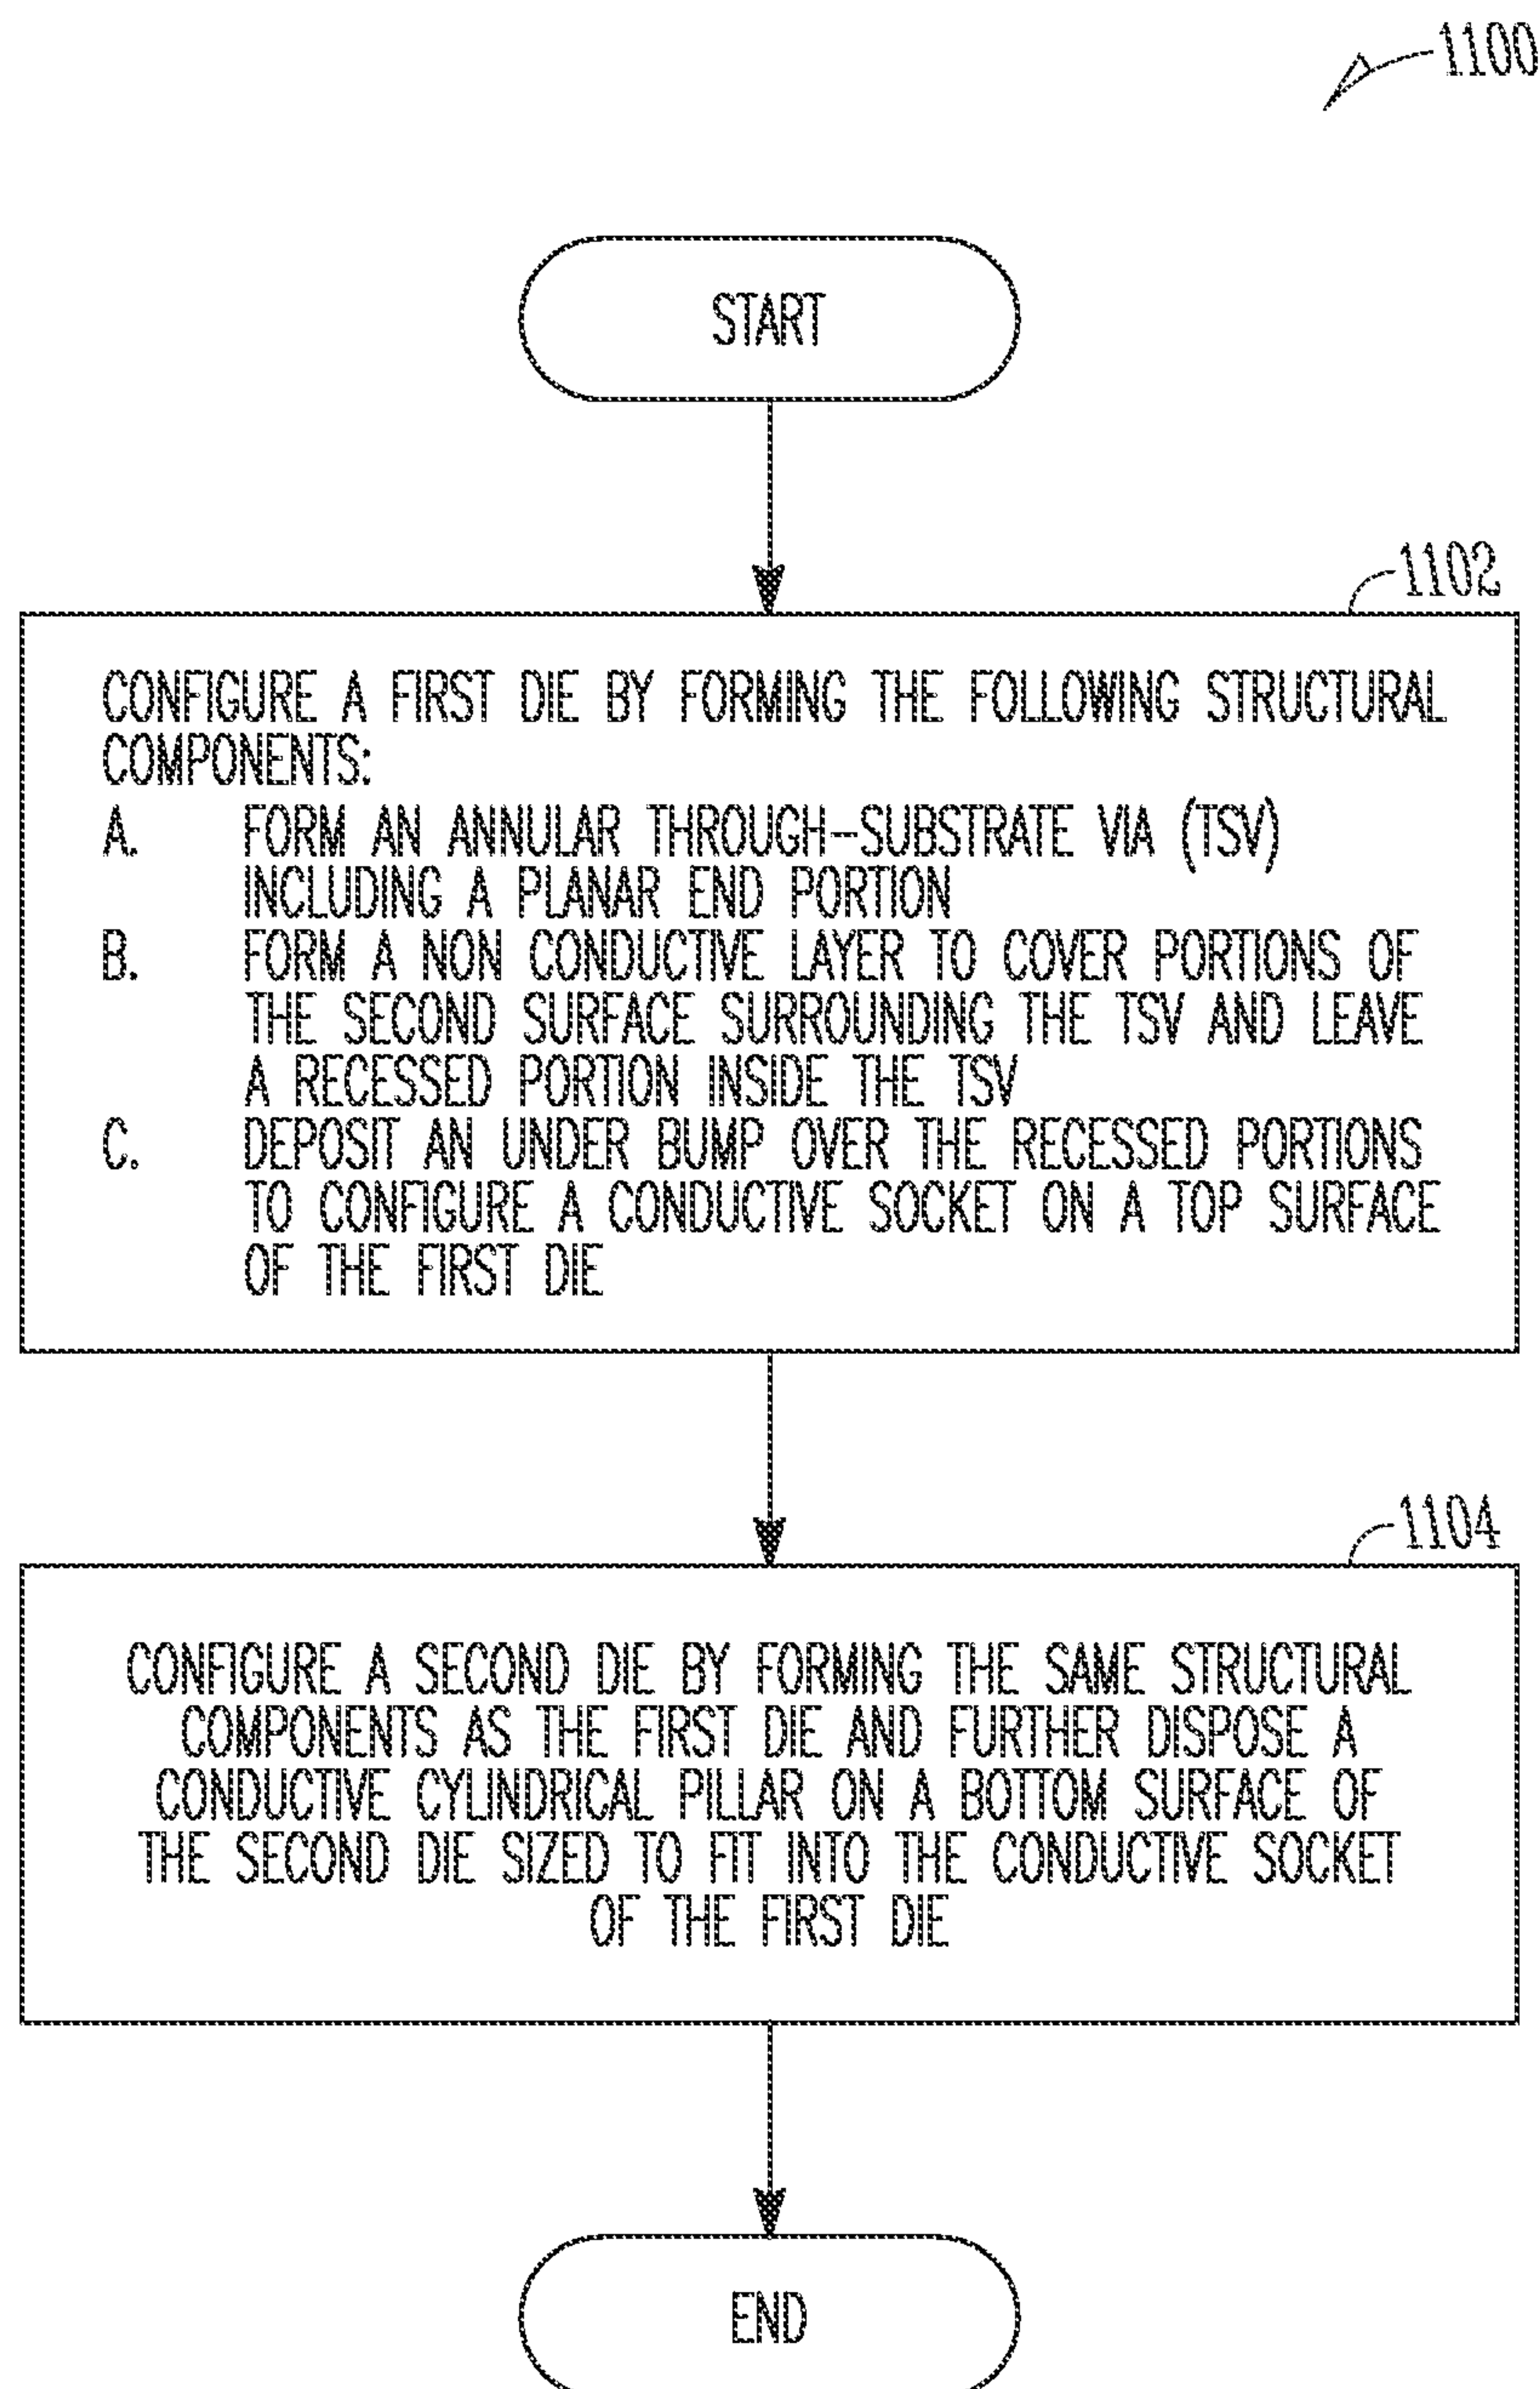 1100
START
1102
CONFIGURE A FIRST DIE BY FORMING THE FOLLOWING STRUCTURAL
COMPONENTS:
A. FORM AN ANNULAR THROUGH-SUBSTRATE VIA (TSV)
INCLUDING A PLANAR END PORTION
B. FORM A NON CONDUCTIVE LAYER TO COVER PORTIONS OF
THE SECOND SURFACE SURROUNDING THE TSV AND LEAVE
A RECESSED PORTION INSIDE THE TSV
C. DEPOSIT AN UNDER BUMP OVER THE RECESSED PORTIONS
TO CONFIGURE A CONDUCTIVE SOCKET ON A TOP SURFACE
OF THE FIRST DIE
1104
CONFIGURE A SECOND DIE BY FORMING THE SAME STRUCTURAL
COMPONENTS AS THE FIRST DIE AND FURTHER DISPOSE A
CONDUCTIVE CYLINDRICAL PILLAR ON A BOTTOM SURFACE OF
THE SECOND DIE SIZED TO FIT INTO THE CONDUCTIVE SOCKET
OF THE FIRST DIE
END